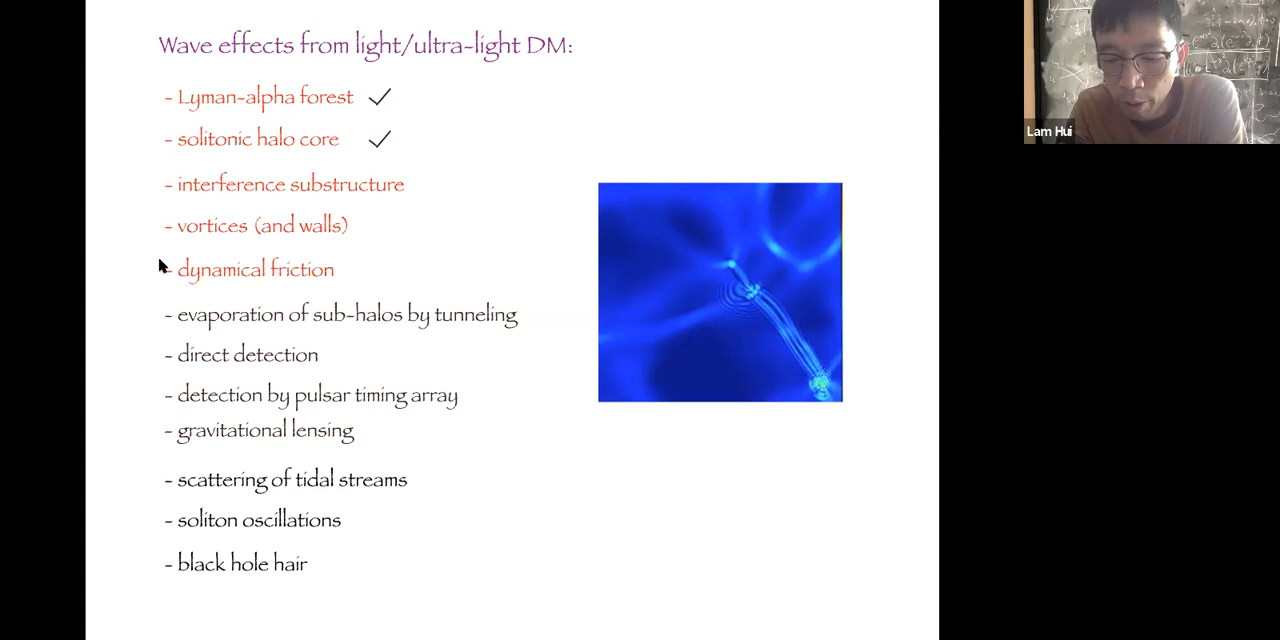 Wave effects from light/ultra-light DM:
- Lyman-alpha forest ✓
- solitonic halo core ✓
- interference substructure
- vortices (and walls)
- dynamical friction
- evaporation of sub-halos by tunneling
- direct detection
- detection by pulsar timing array
- gravitational lensing
- scattering of tidal streams
- soliton oscillations
- black hole hair
Lam Hui